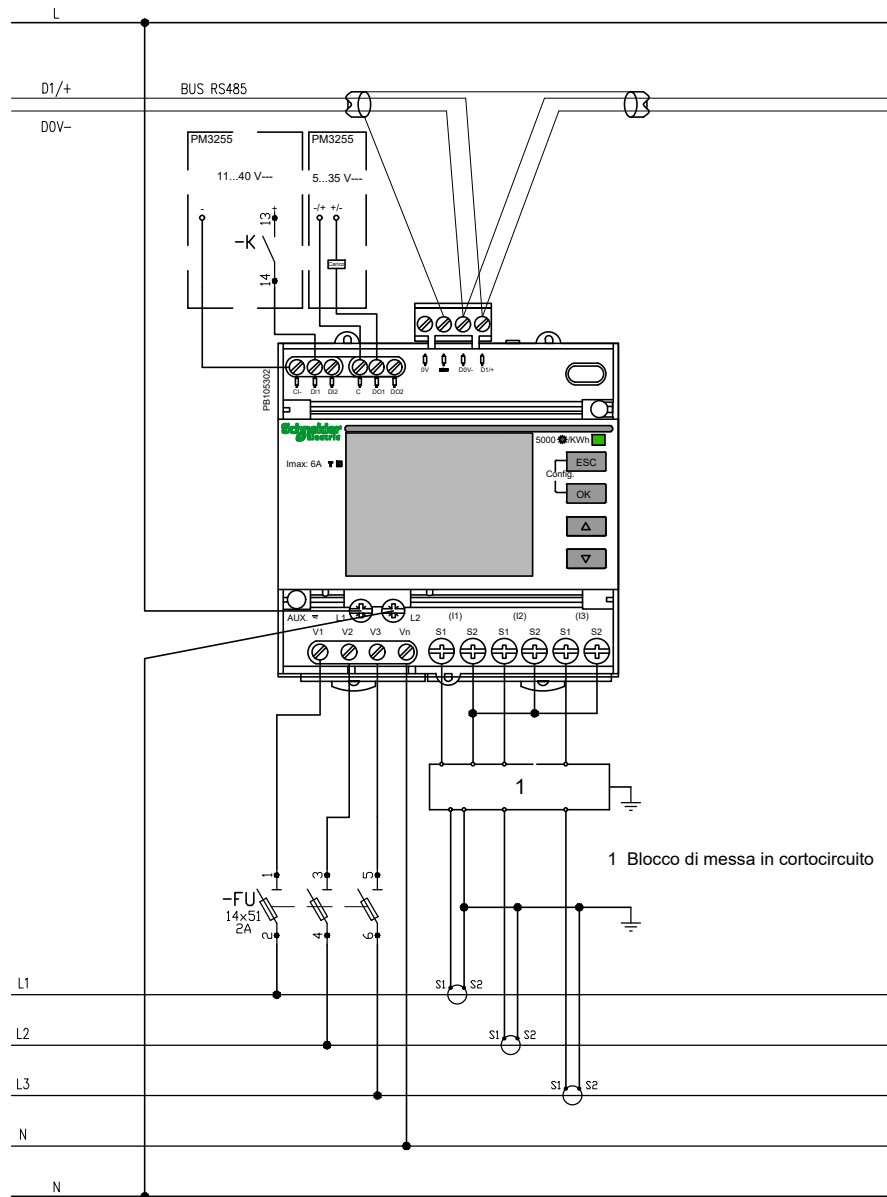 L
D1/+ BUS RS485
D0V-
PM3255 PM3255
11...40 V--- 5...35 V---
- + -/+ +/-
13
-K
14
Carico
CI- DI1 DI2 C DO1 DO2
0V D0V- D1/+
PB105302
Schneider
Electric
5000 /KWh
Imax: 6A
ESC
Config.
OK
AUX. L1 L2 (I1) (I2) (I3)
V1 V2 V3 Vn S1 S2 S1 S2 S1 S2
1
1 Blocco di messa in cortocircuito
1 3 5
-FU
14x51
2A
2 4 6
L1 S1 S2
L2 S1 S2
L3 S1 S2
N
N